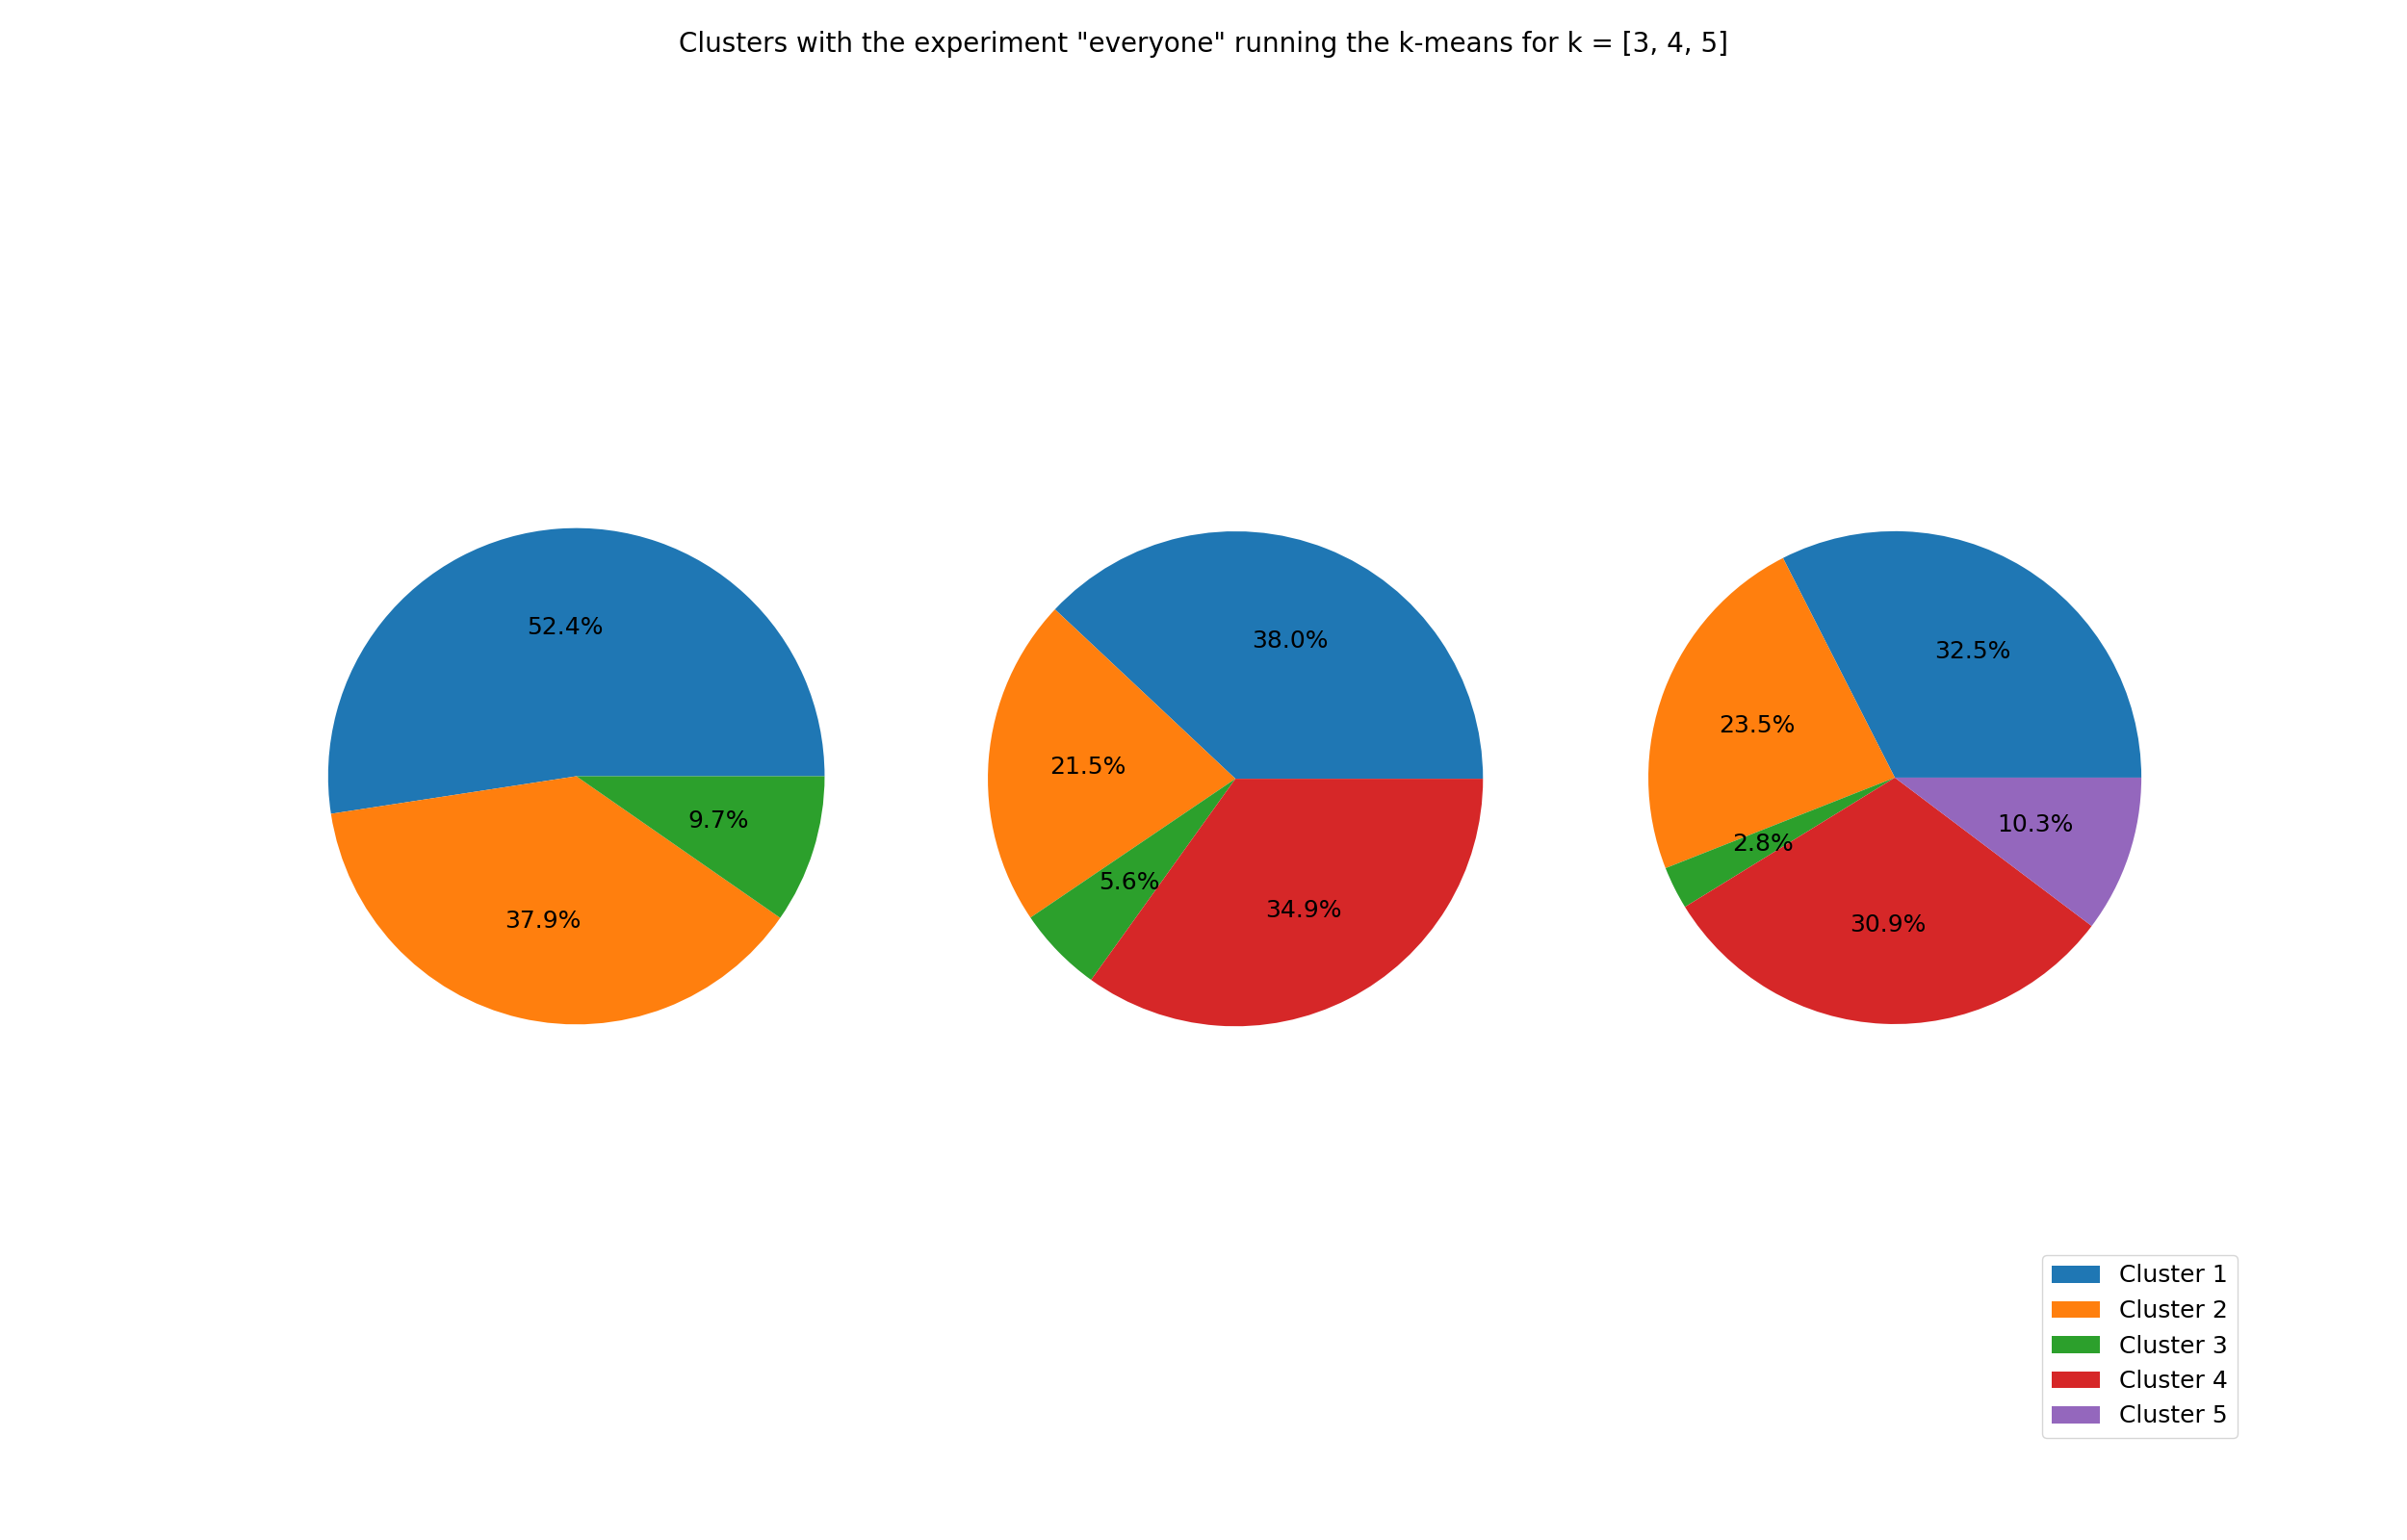 Clusters with the experiment "everyone" running the k-means for k = [3, 4, 5]
52.4%
37.9%
9.7%
38.0%
21.5%
5.6%
34.9%
32.5%
23.5%
2.8%
30.9%
10.3%
Cluster 1
Cluster 2
Cluster 3
Cluster 4
Cluster 5